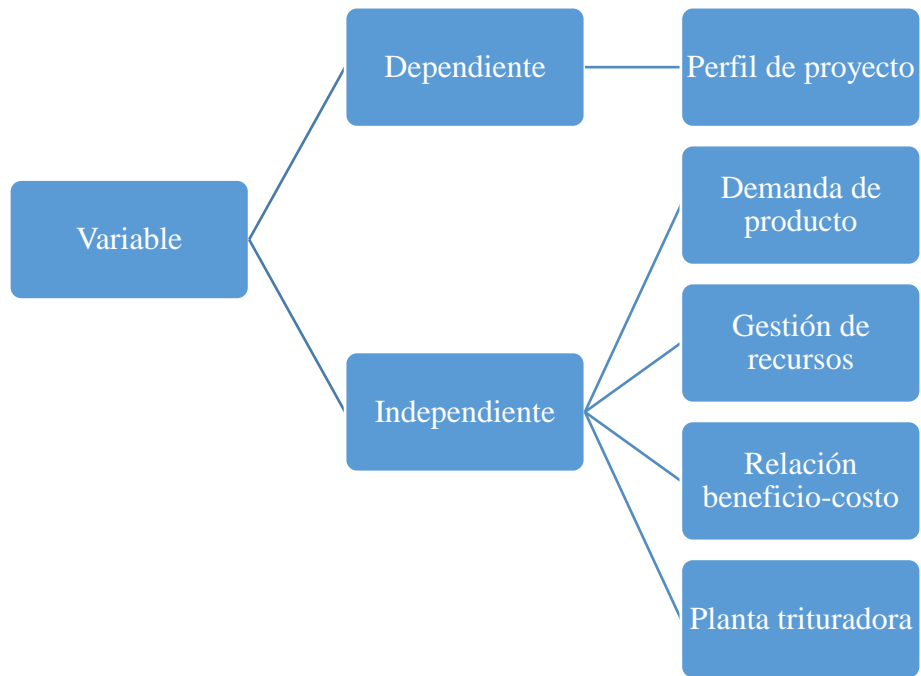 Variable
Dependiente
Perfil de proyecto
Independiente
Demanda de
producto
Gestión de
recursos
Relación
beneficio-costo
Planta trituradora